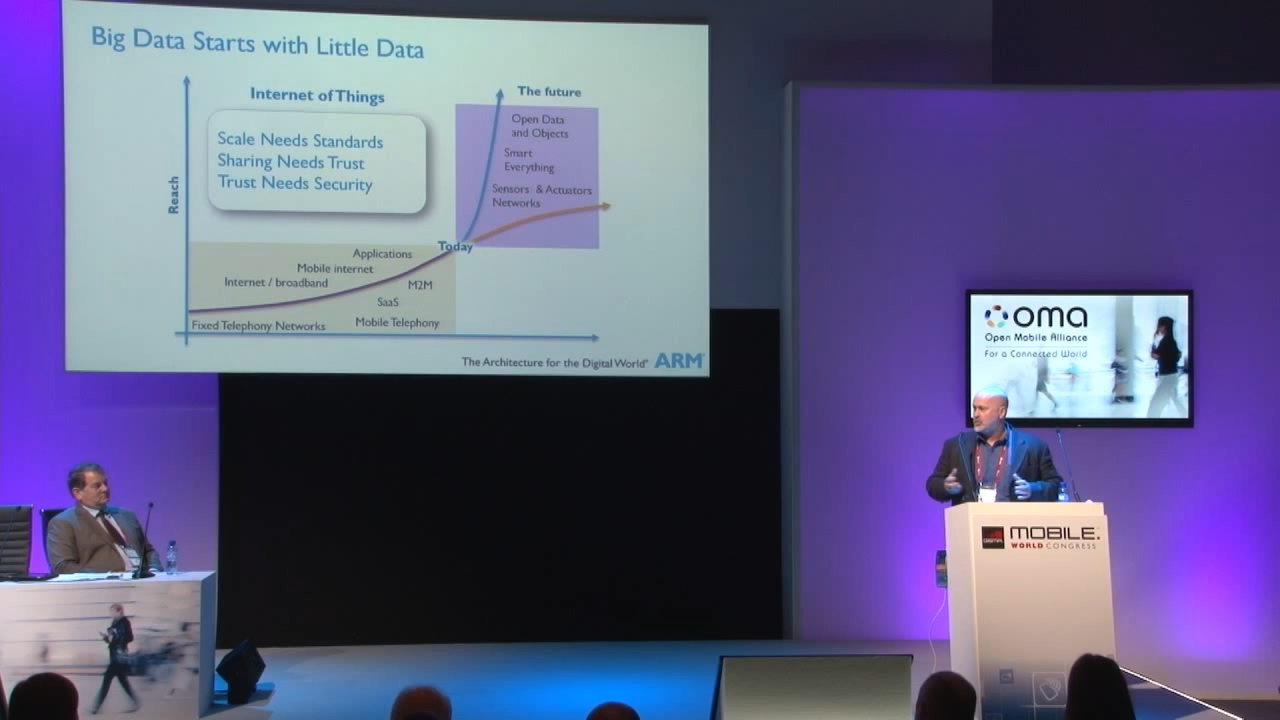 Big Data Starts with Little Data
Internet of Things
The future
Scale Needs Standards
Sharing Needs Trust
Trust Needs Security
Open Data
and Objects
Smart
Everything
Sensors & Actuators
Networks
Reach
Today
Applications
Mobile internet
Internet / broadband
M2M
SaaS
Fixed Telephony Networks
Mobile Telephony
The Architecture for the Digital World® ARM®
oma
Open Mobile Alliance
For a Connected World
GSMA MOBILE
WORLD CONGRESS